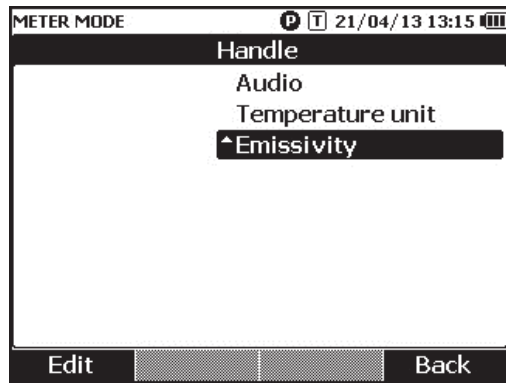 METER MODE P T 21/04/13 13:15
Handle
Audio
Temperature unit
Emissivity
Edit Back